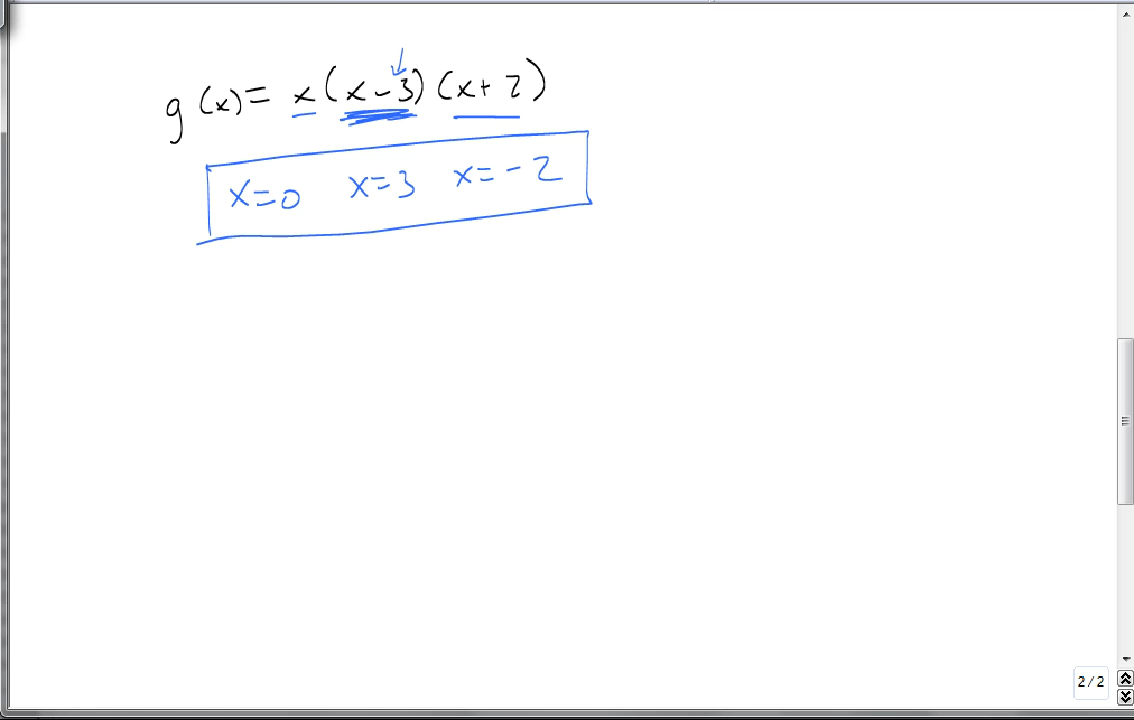 g(x)= x(x-3)(x+2)
x=0 x=3 x=-2
2/2